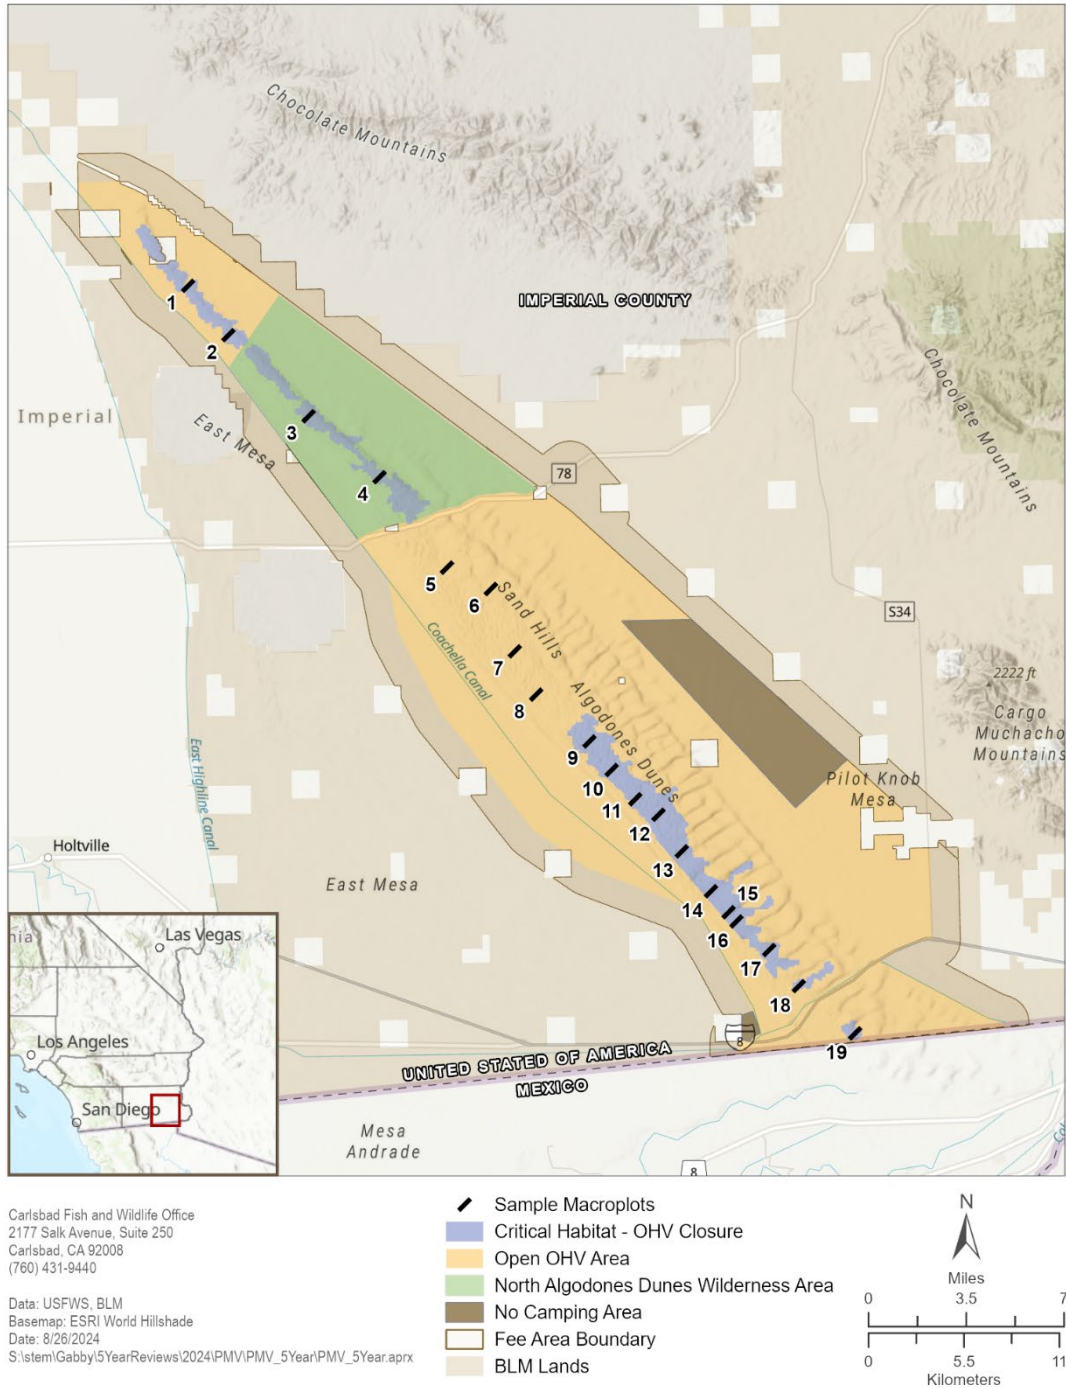 Chocolate Mountains
IMPERIAL COUNTY
1
2
Imperial
East Mesa
3
4
78
Chocolate Mountains
5
6
Sand Hills
S34
7
8
Coachella Canal
Algodones Dunes
2222 ft
Cargo
Muchacho
Mountains
East Highline Canal
9
10
11
12
Pilot Knob
Mesa
Holtville
East Mesa
13
14
15
16
17
18
19
8
UNITED STATED OF AMERICA
MEXICO
Mesa
Andrade
8
nia
Las Vegas
Los Angeles
San Diego
Carlsbad Fish and Wildlife Office
2177 Salk Avenue, Suite 250
Carlsbad, CA 92008
(760) 431-9440
Data: USFWS, BLM
Basemap: ESRI World Hillshade
Date: 8/26/2024
S:\stem\Gabby\5YearReviews\2024\PMV\PMV_5Year\PMV_5Year.aprx
Sample Macroplots
Critical Habitat - OHV Closure
Open OHV Area
North Algodones Dunes Wilderness Area
No Camping Area
Fee Area Boundary
BLM Lands
N
Miles
0 3.5 7
0 5.5 11
Kilometers